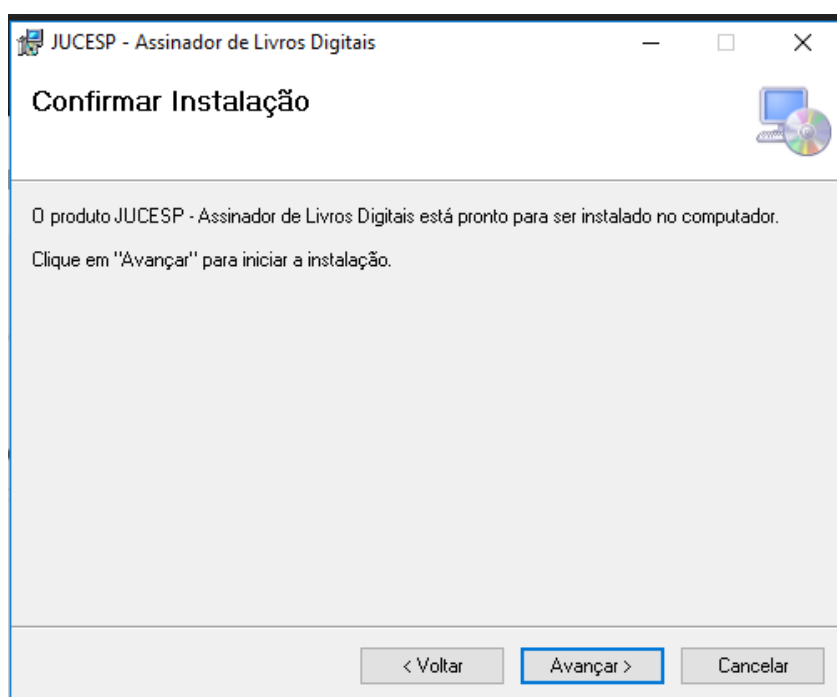 JUCESP - Assinador de Livros Digitais
Confirmar Instalação
O produto JUCESP - Assinador de Livros Digitais está pronto para ser instalado no computador.
Clique em "Avançar" para iniciar a instalação.
< Voltar
Avançar >
Cancelar